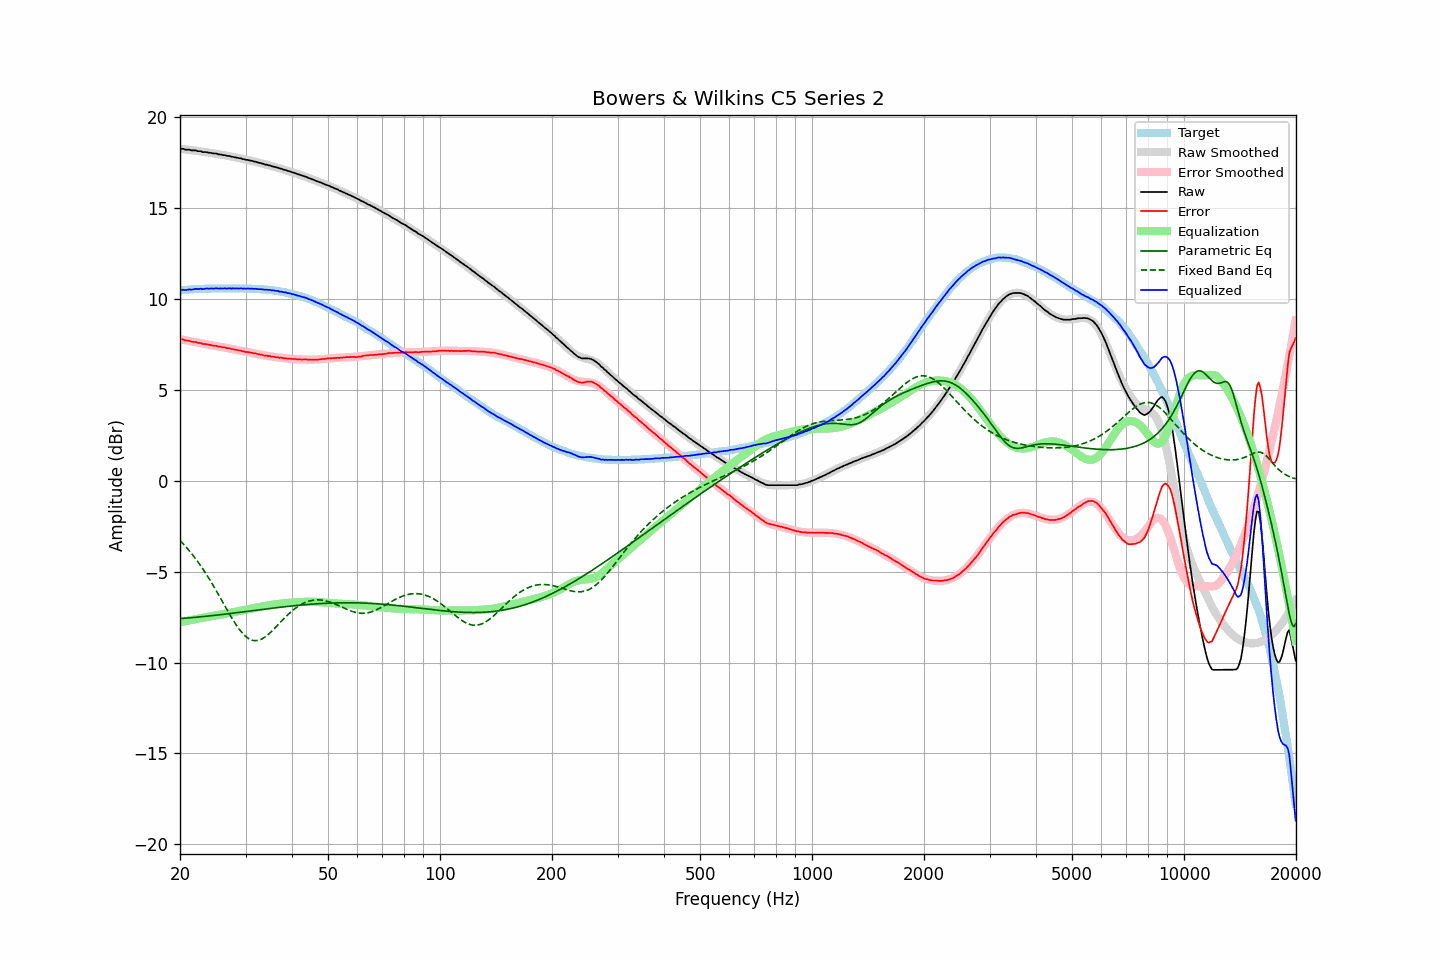 Bowers & Wilkins C5 Series 2
Target
Raw Smoothed
Error Smoothed
Raw
Error
Equalization
Parametric Eq
Fixed Band Eq
Equalized
20
15
10
5
0
−5
−10
−15
−20
Amplitude (dBr)
20 50 100 200 500 1000 2000 5000 10000 20000
Frequency (Hz)